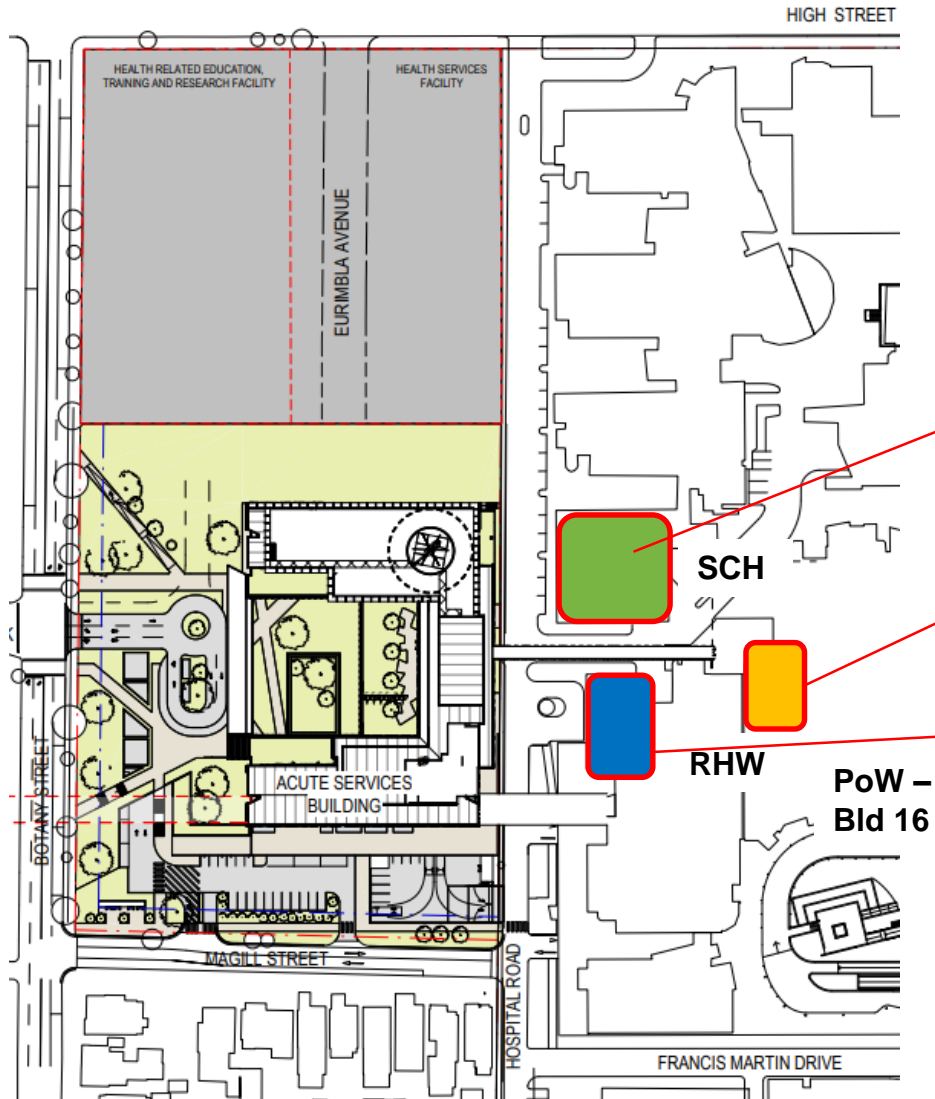 HIGH STREET
HEALTH RELATED EDUCATION,
TRAINING AND RESEARCH FACILITY
HEALTH SERVICES
FACILITY
EURIMBLA AVENUE
SCH
RHW
PoW –
Bld 16
ACUTE SERVICES
BUILDING
BOTANY STREET
MAGILL STREET
HOSPITAL ROAD
FRANCIS MARTIN DRIVE